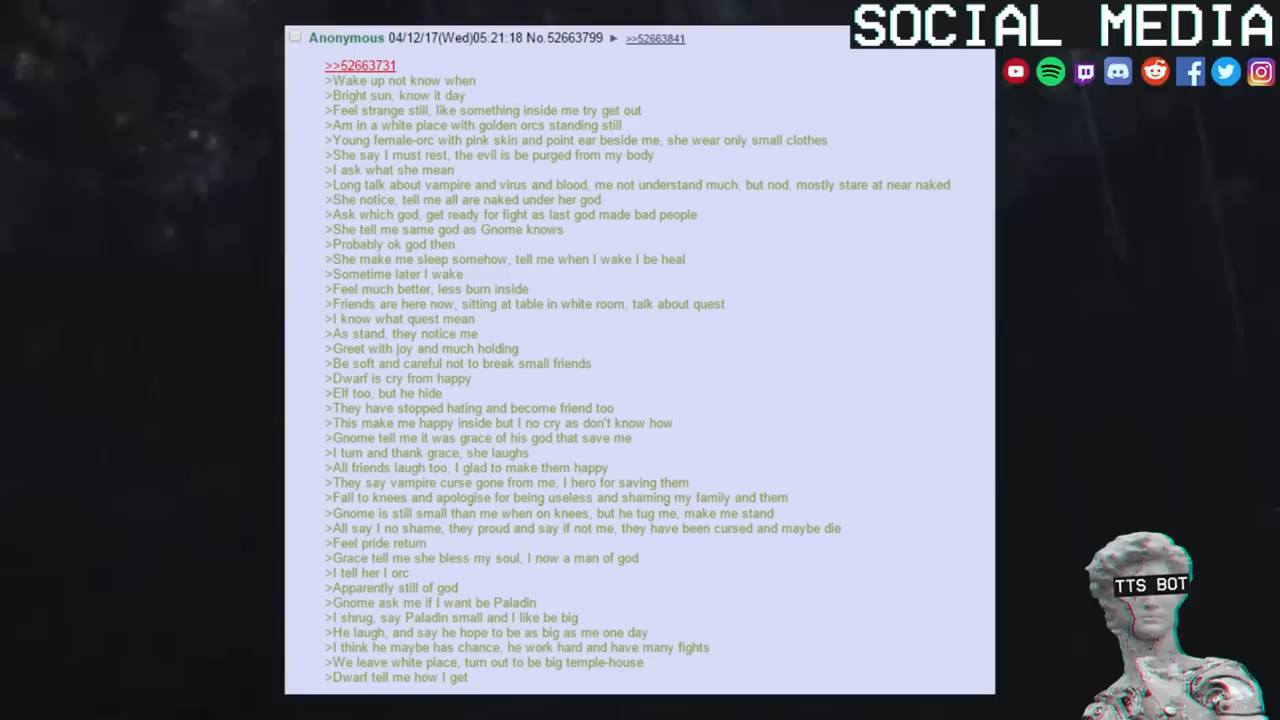 SOCIAL MEDIA
Anonymous 04/12/17(Wed)05:21:18 No.52663799 ► >>52663841
>>52663731
>Wake up not know when
>Bright sun, know it day
>Feel strange still, like something inside me try get out
>Am in a white place with golden orcs standing still
>Young female-orc with pink skin and point ear beside me, she wear only small clothes
>She say I must rest, the evil is be purged from my body
>I ask what she mean
>Long talk about vampire and virus and blood, me not understand much, but nod, mostly stare at near naked
>She notice, tell me all are naked under her god
>Ask which god, get ready for fight as last god made bad people
>She tell me same god as Gnome knows
>Probably ok god then
>She make me sleep somehow, tell me when I wake I be heal
>Sometime later I wake
>Feel much better, less burn inside
>Friends are here now, sitting at table in white room, talk about quest
>I know what quest mean
>As stand, they notice me
>Greet with joy and much holding
>Be soft and careful not to break small friends
>Dwarf is cry from happy
>Elf too, but he hide
>They have stopped hating and become friend too
>This make me happy inside but I no cry as don't know how
>Gnome tell me it was grace of his god that save me
>I turn and thank grace, she laughs
>All friends laugh too, I glad to make them happy
>They say vampire curse gone from me, I hero for saving them
>Fall to knees and apologise for being useless and shaming my family and them
>Gnome is still small than me when on knees, but he tug me, make me stand
>All say I no shame, they proud and say if not me, they have been cursed and maybe die
>Feel pride return
>Grace tell me she bless my soul, I now a man of god
>I tell her I orc
>Apparently still of god
>Gnome ask me if I want be Paladin
>I shrug, say Paladin small and I like be big
>He laugh, and say he hope to be as big as me one day
>I think he maybe has chance, he work hard and have many fights
>We leave white place, turn out to be big temple-house
>Dwarf tell me how I get
TTS BOT